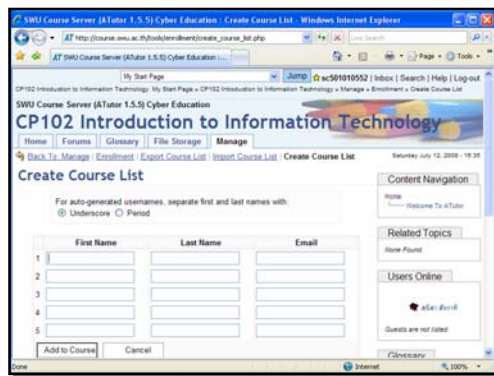 SWU Course Server (ATutor 1.5.5) Cyber Education : Create Course List - Windows Internet Explorer
http://course.swu.ac.th/tools/enrollment/create_course_list.php
Live Search
SWU Course Server (ATutor 1.5.5) Cyber Education :...
Page
Tools
My Start Page
Jump
sc501010552 | Inbox | Search | Help | Log-out
CP102 Introduction to Information Technology: My Start Page » CP102 Introduction to Information Technology » Manage » Enrollment » Create Course List
SWU Course Server (ATutor 1.5.5) Cyber Education
CP102 Introduction to Information Technology
Home Forums Glossary File Storage Manage
Back To: Manage | Enrollment | Export Course List | Import Course List | Create Course List
Saturday July 12, 2008 - 15:35
Create Course List
For auto-generated usernames, separate first and last names with:
Underscore Period
First Name Last Name Email
1
2
3
4
5
Add to Course Cancel
Content Navigation
Home
Welcome To ATutor
Related Topics
None Found.
Users Online
Guests are not listed
Glossary
Done
Internet
100%